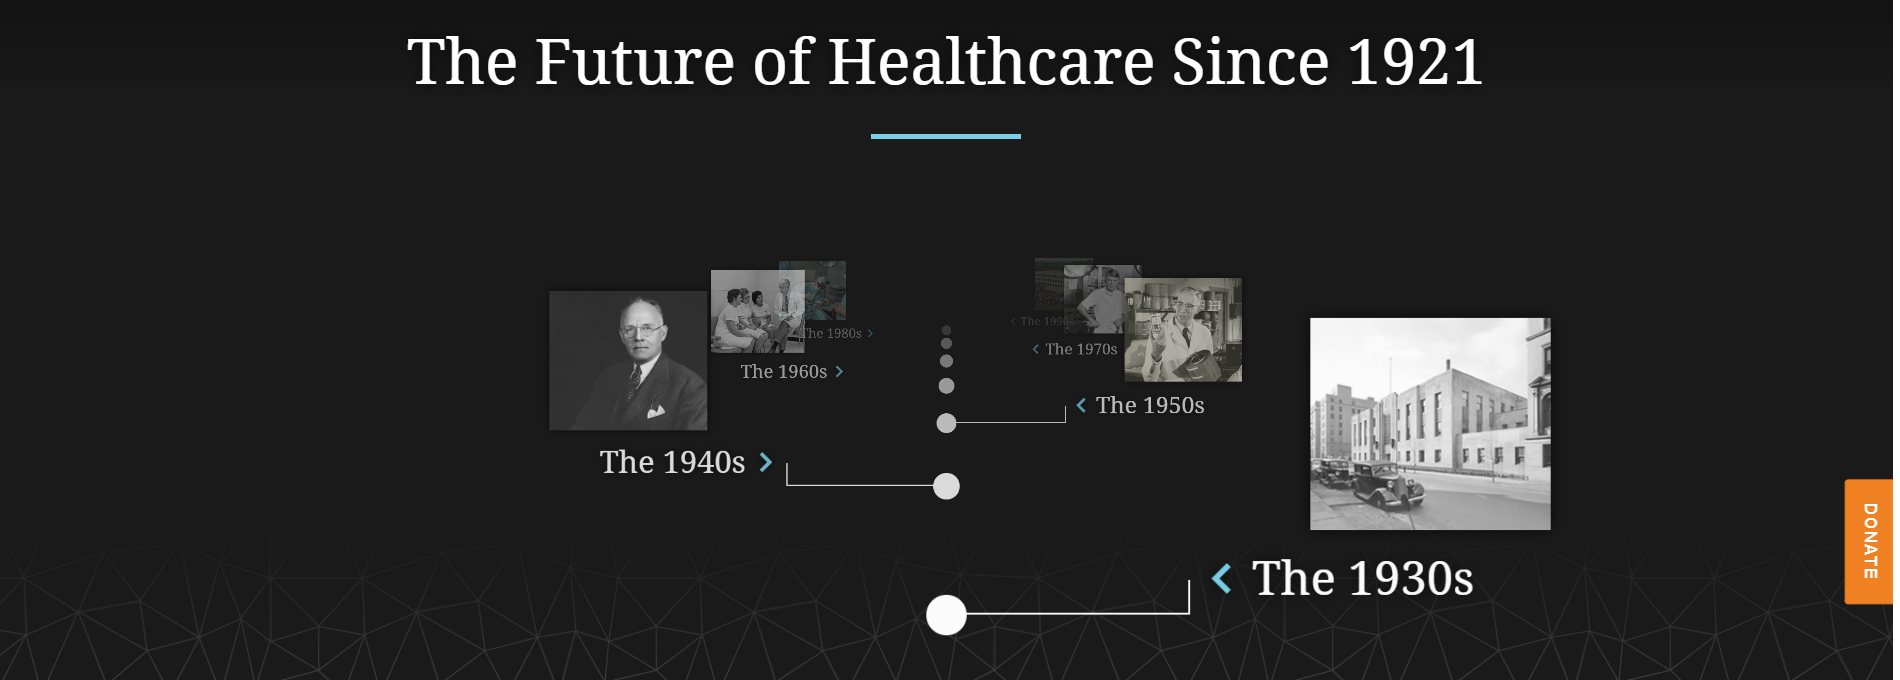 The Future of Healthcare Since 1921
The 1980s
The 1990s
The 1970s
The 1960s
The 1950s
The 1940s
The 1930s
DONATE